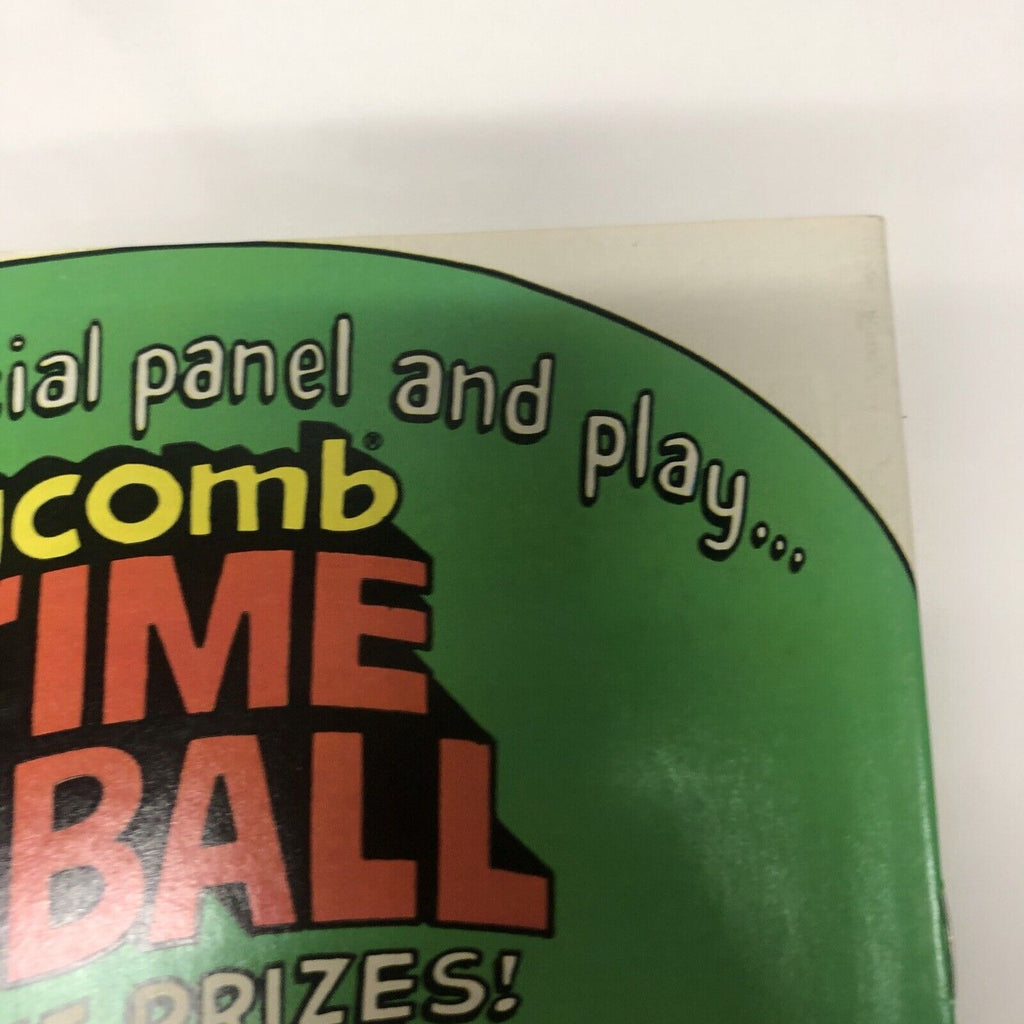 cial panel and play...
ycomb®
TIME
BALL
PRIZES!